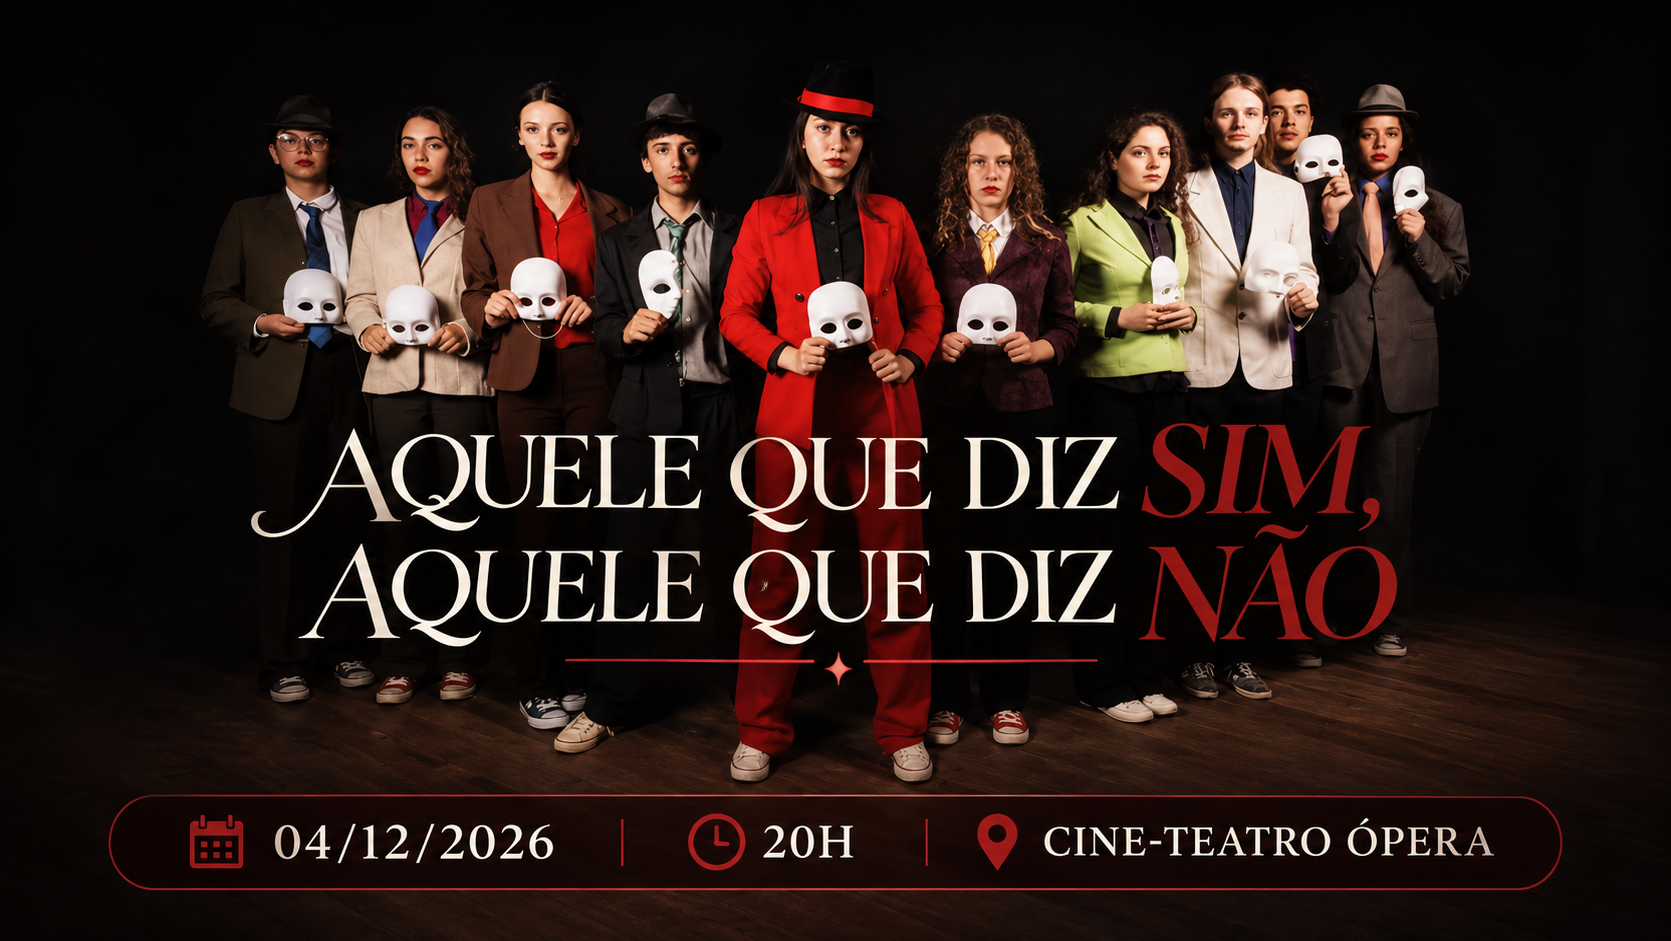 AQUELE QUE DIZ SIM,
AQUELE QUE DIZ NÃO
04/12/2026
20H
CINE-TEATRO ÓPERA